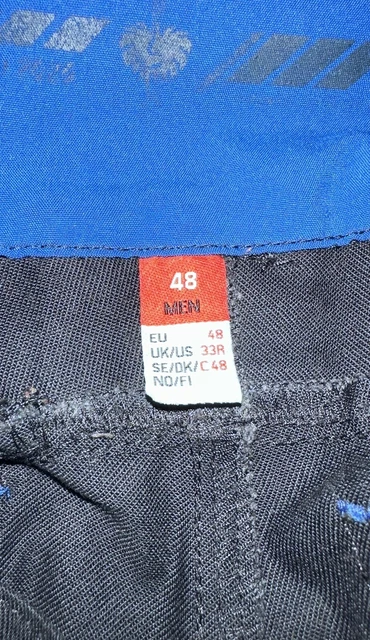 48
MEN
EU 48
UK/US 33R
SE/DK/ C48
NO/FI